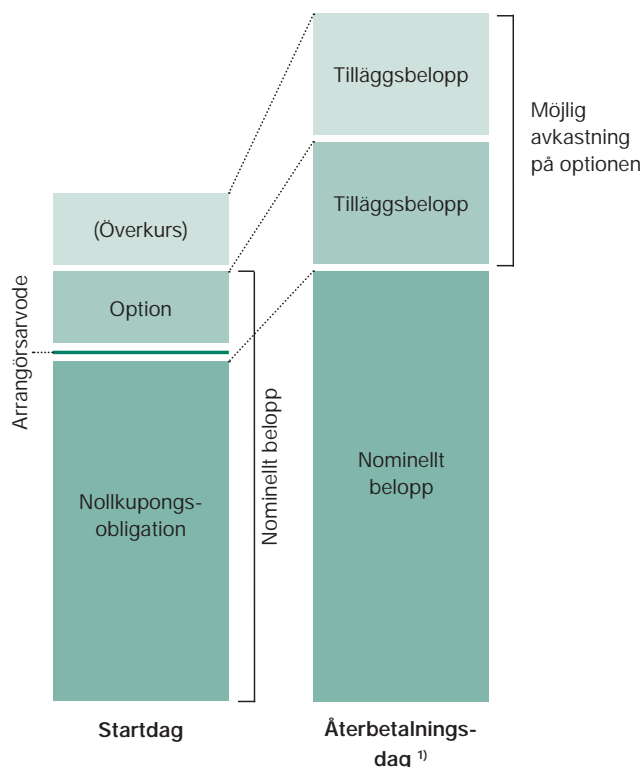 Tilläggsbelopp
Möjlig
avkastning
på optionen
Tilläggsbelopp
(Överkurs)
Option
Arrangörsarvode
Nominellt belopp
Nollkupongs-
obligation
Nominellt
belopp
Startdag
Återbetalnings-
dag 1)